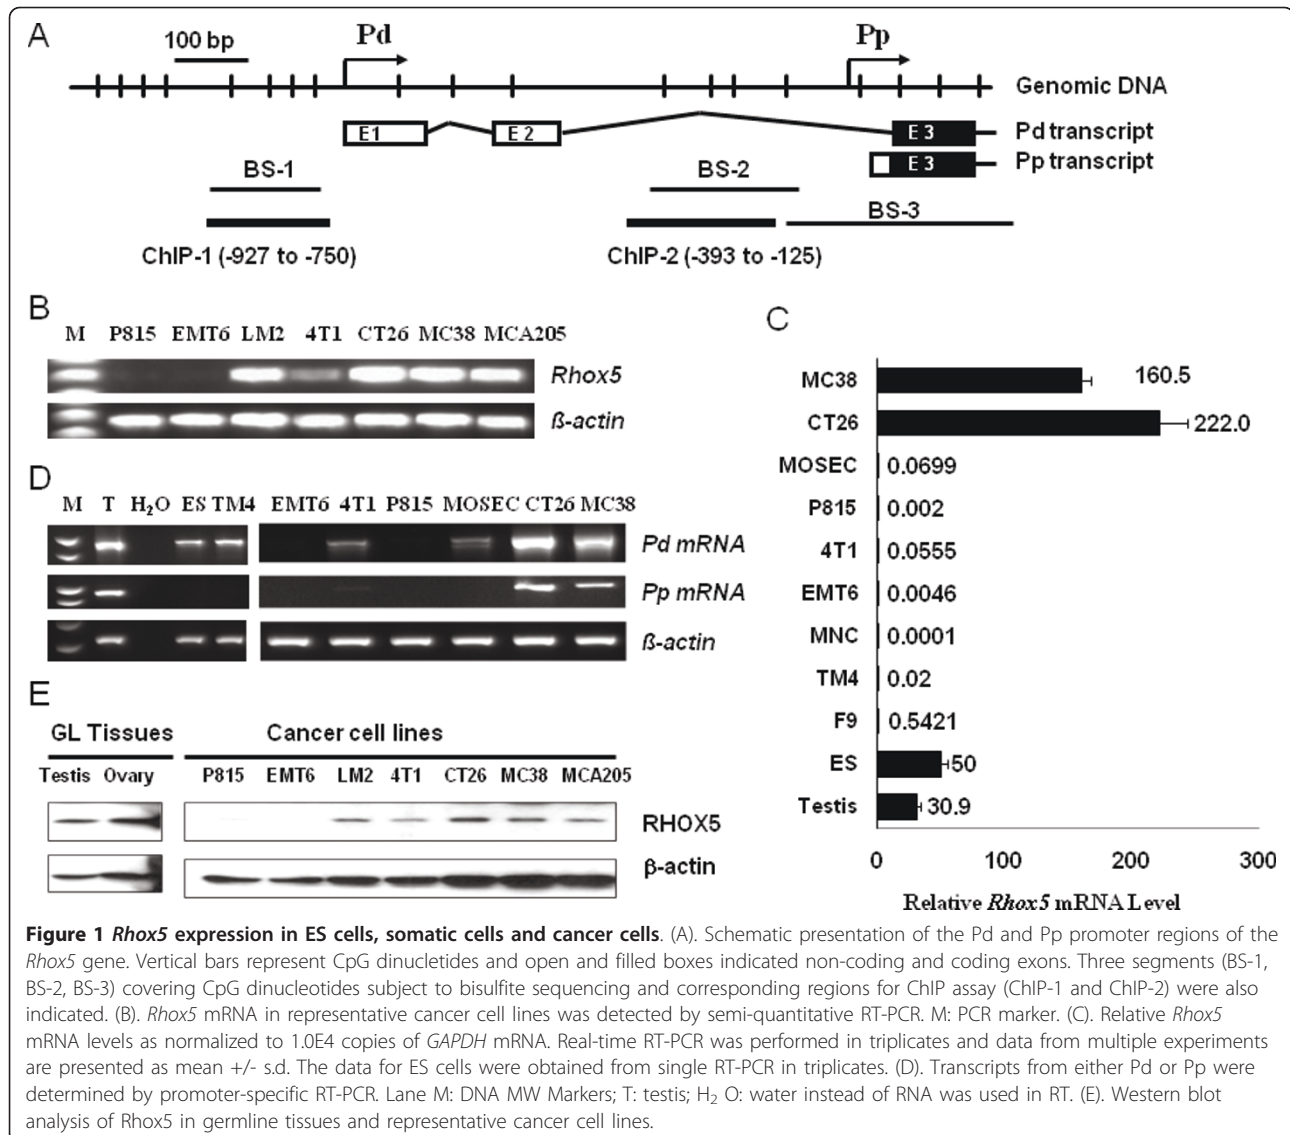 A
100 bp
Pd
Pp
Genomic DNA
E1
E 2
E 3
Pd transcript
E 3
Pp transcript
BS-1
BS-2
BS-3
ChIP-1 (-927 to -750)
ChIP-2 (-393 to -125)
B
M P815 EMT6 LM2 4T1 CT26 MC38 MCA205
Rhox5
ß-actin
C
MC38 160.5
CT26 222.0
MOSEC 0.0699
P815 0.002
4T1 0.0555
EMT6 0.0046
MNC 0.0001
TM4 0.02
F9 0.5421
ES 50
Testis 30.9
0 100 200 300
Relative Rhox5 mRNA Level
D
M T H₂O ES TM4 EMT6 4T1 P815 MOSEC CT26 MC38
Pd mRNA
Pp mRNA
ß-actin
E
GL Tissues Cancer cell lines
Testis Ovary P815 EMT6 LM2 4T1 CT26 MC38 MCA205
RHOX5
β-actin
Figure 1 Rhox5 expression in ES cells, somatic cells and cancer cells. (A). Schematic presentation of the Pd and Pp promoter regions of the
Rhox5 gene. Vertical bars represent CpG dinucletides and open and filled boxes indicated non-coding and coding exons. Three segments (BS-1,
BS-2, BS-3) covering CpG dinucleotides subject to bisulfite sequencing and corresponding regions for ChIP assay (ChIP-1 and ChIP-2) were also
indicated. (B). Rhox5 mRNA in representative cancer cell lines was detected by semi-quantitative RT-PCR. M: PCR marker. (C). Relative Rhox5
mRNA levels as normalized to 1.0E4 copies of GAPDH mRNA. Real-time RT-PCR was performed in triplicates and data from multiple experiments
are presented as mean +/- s.d. The data for ES cells were obtained from single RT-PCR in triplicates. (D). Transcripts from either Pd or Pp were
determined by promoter-specific RT-PCR. Lane M: DNA MW Markers; T: testis; H₂ O: water instead of RNA was used in RT. (E). Western blot
analysis of Rhox5 in germline tissues and representative cancer cell lines.